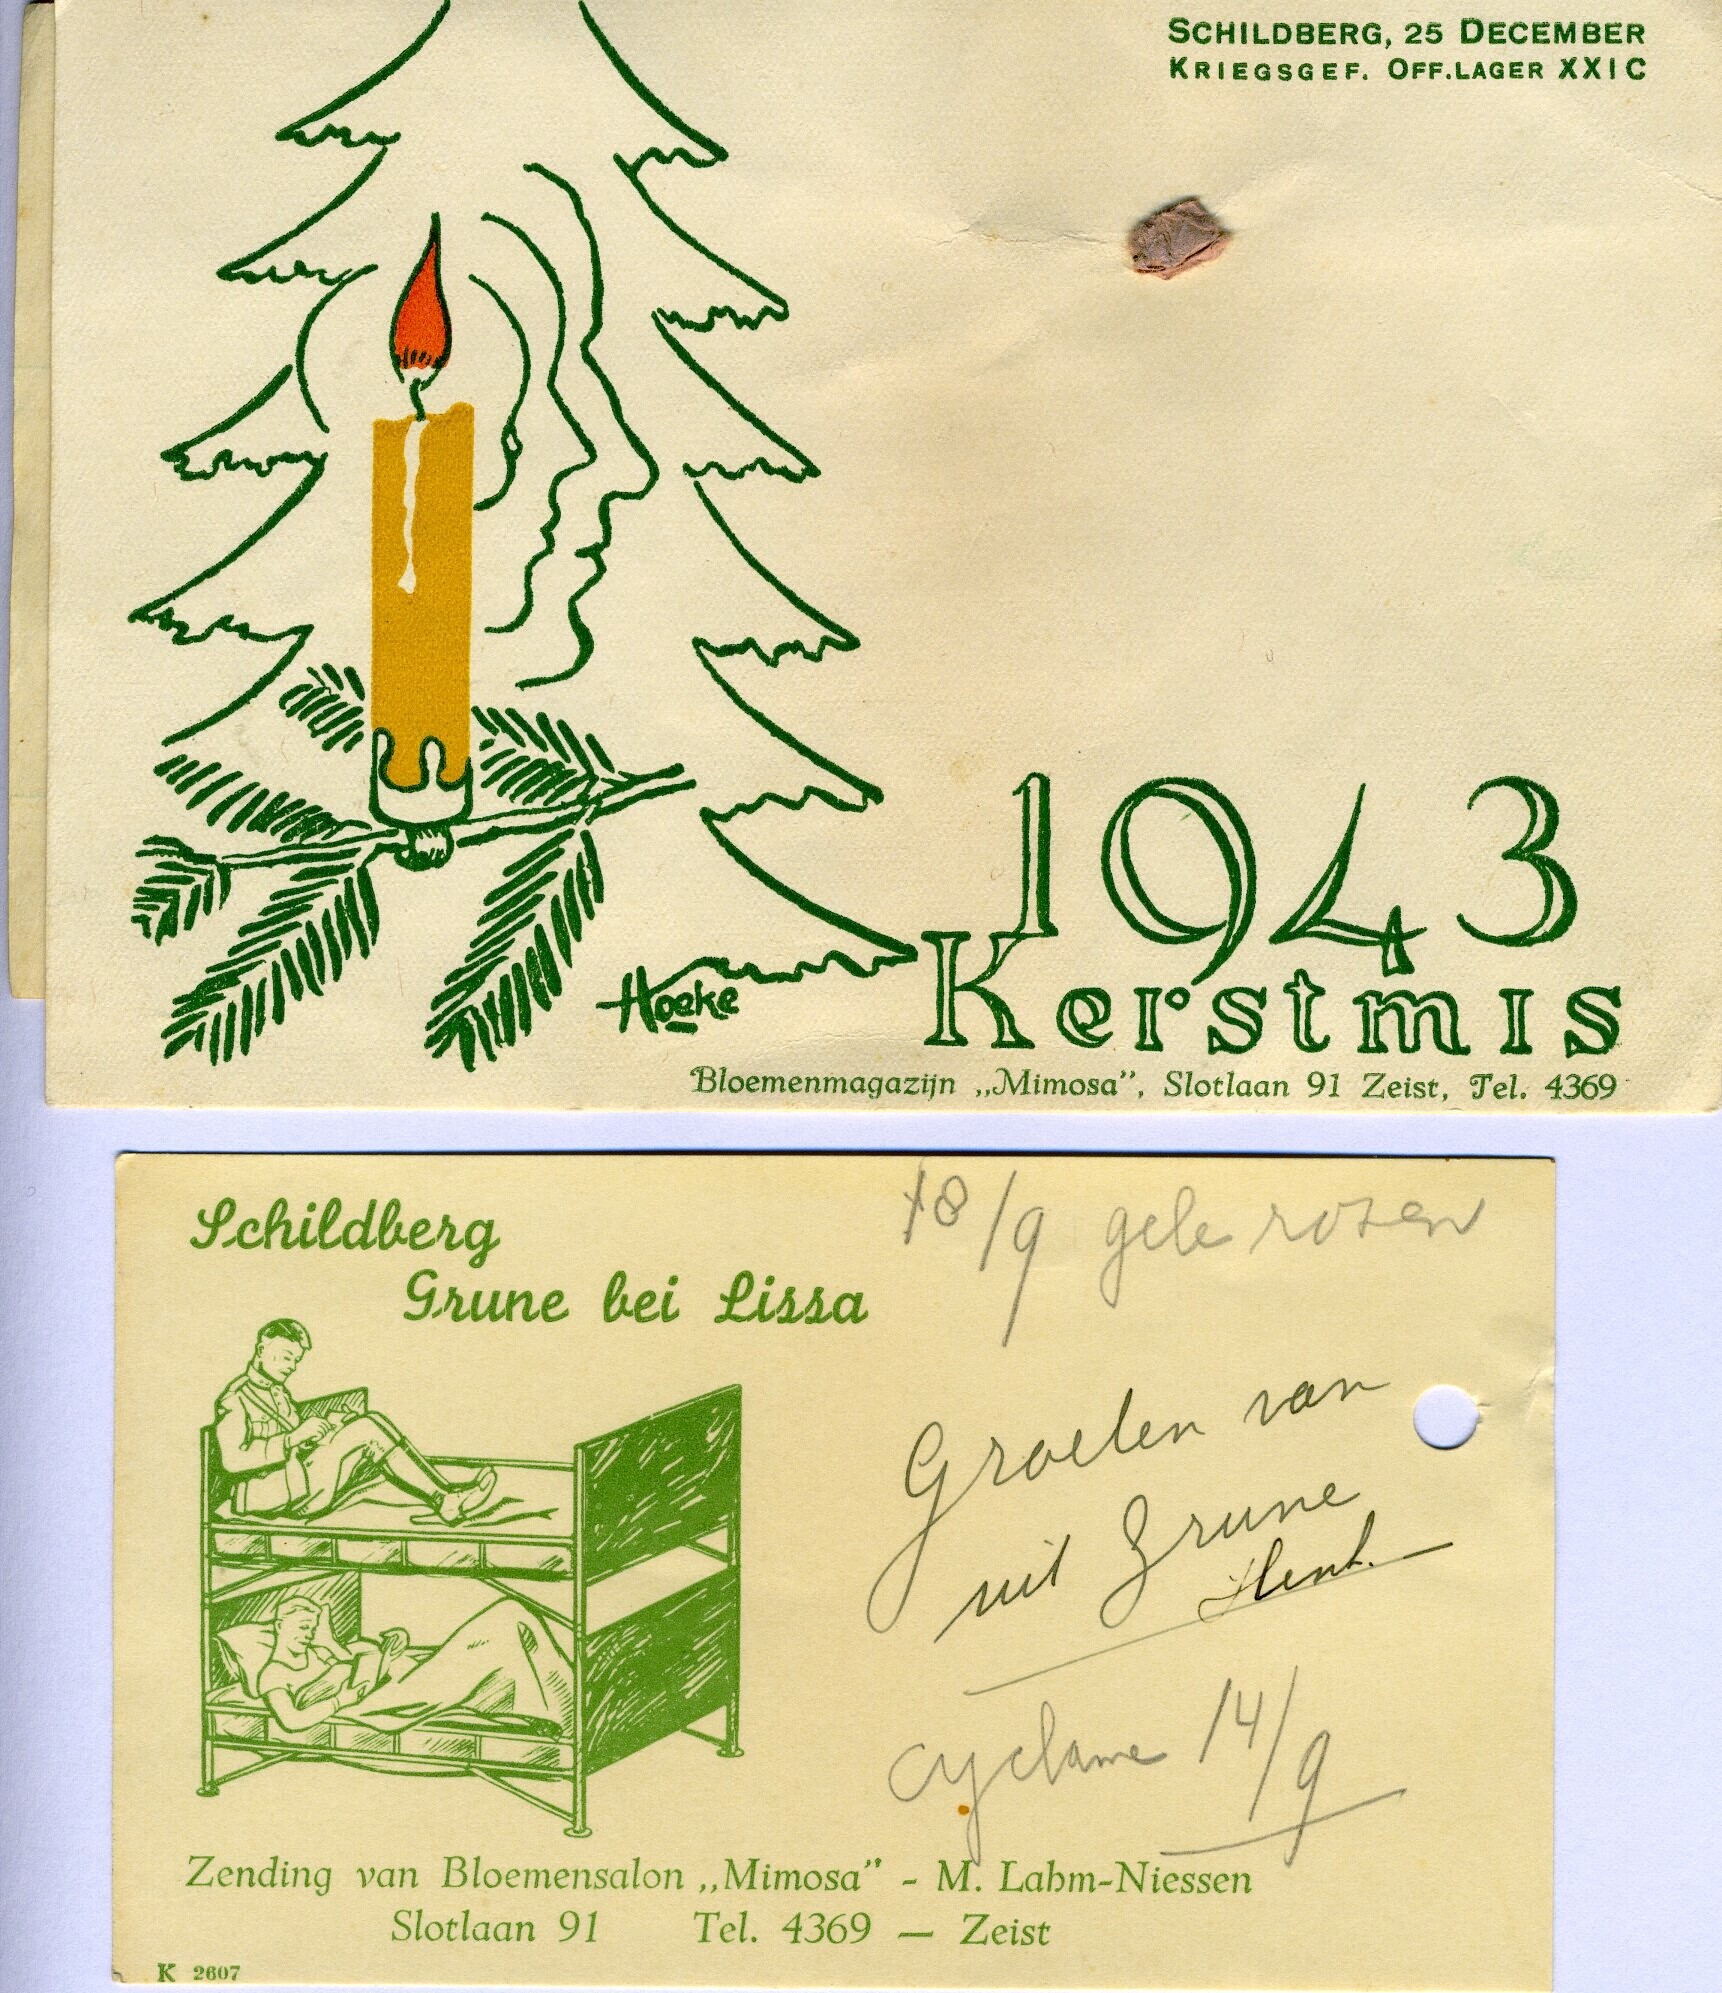 SCHILDBERG, 25 DECEMBER
KRIEGSGEF. OFF.LAGER XXI C
1943
Kerstmis
Hoeke
Bloemenmagazijn „Mimosa”, Slotlaan 91 Zeist, Tel. 4369
Schildberg
Grune bei Lissa
18/9 gele rozen
Groeten van
uit Grune
Henk.
cyclame 14/9
Zending van Bloemensalon „Mimosa” - M. Lahm-Niessen
Slotlaan 91 Tel. 4369 — Zeist
K 2607